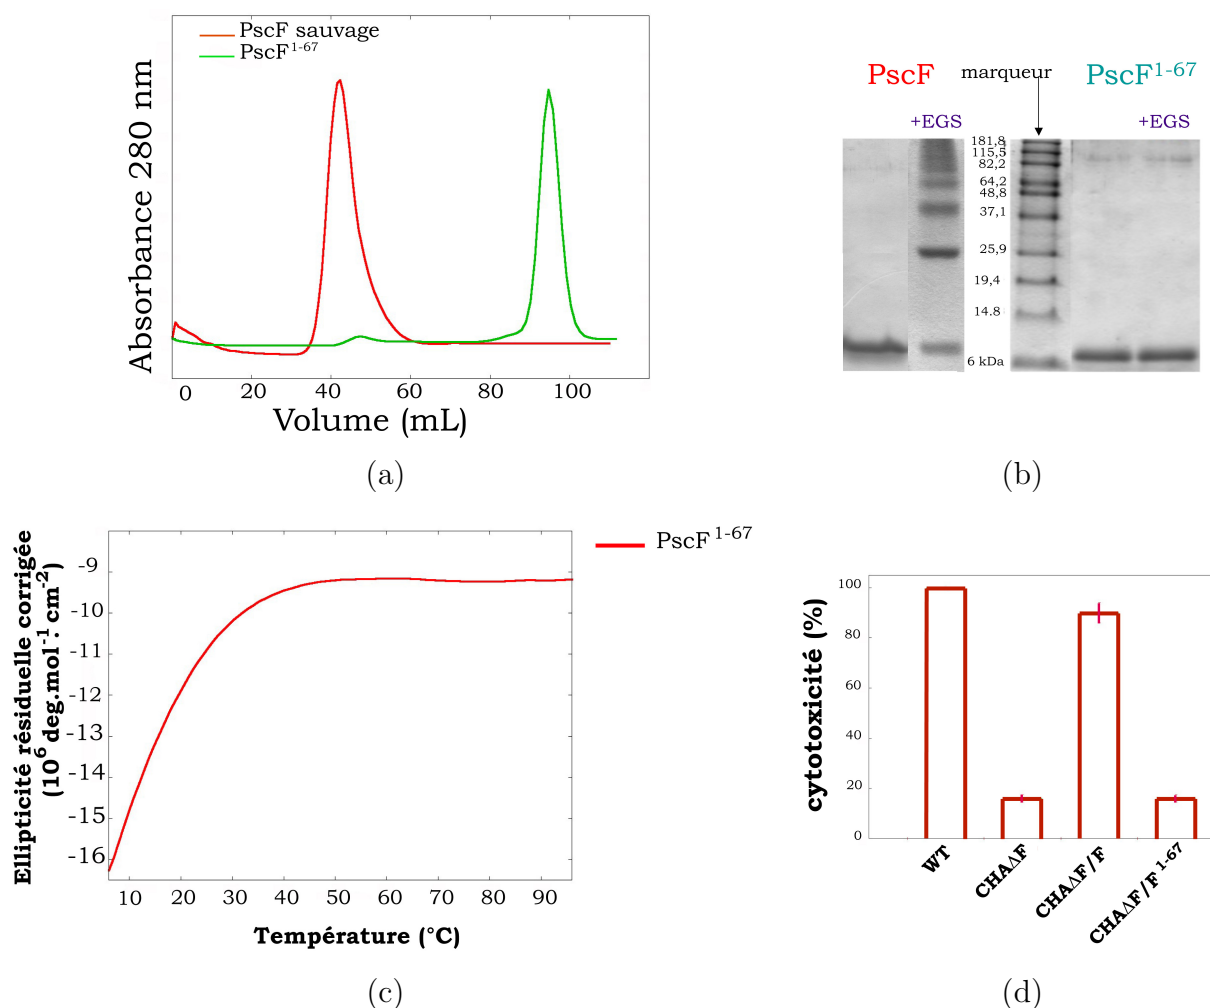 PscF sauvage
PscF¹⁻⁶⁷
Absorbance 280 nm
0 20 40 60 80 100
Volume (mL)
(a)
PscF marqueur PscF¹⁻⁶⁷
+EGS +EGS
181,8
115,5
82,2
64,2
48,8
37,1
25,9
19,4
14.8
6 kDa
(b)
Ellipticité résiduelle corrigée
(10⁶ deg.mol⁻¹. cm⁻²)
-9
-10
-11
-12
-13
-14
-15
-16
10 20 30 40 50 60 70 80 90
Température (°C)
PscF¹⁻⁶⁷
(c)
cytotoxicité (%)
100
80
60
40
20
0
WT
CHAΔF
CHAΔF/F
CHAΔF/F¹⁻⁶⁷
(d)